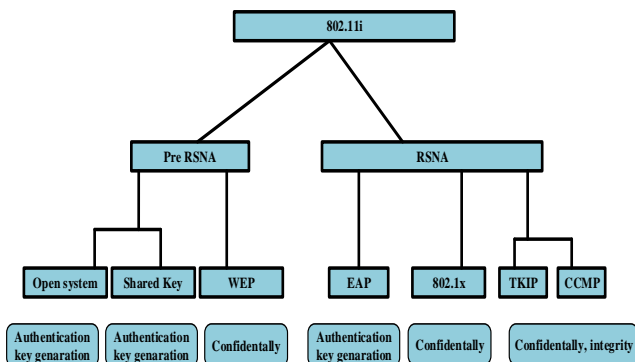 802.11i
Pre RSNA
RSNA
Open system
Shared Key
WEP
EAP
802.1x
TKIP
CCMP
Authentication
key genaration
Authentication
key genaration
Confidentally
Authentication
key genaration
Confidentally
Confidentally, integrity